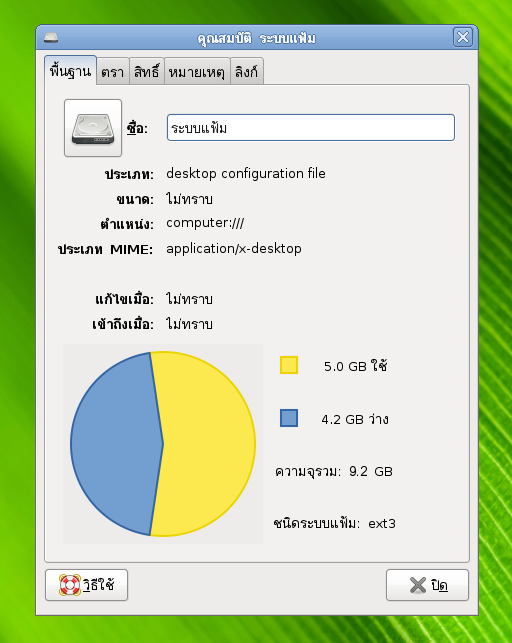 คุณสมบัติ ระบบแฟ้ม
พื้นฐาน ตรา สิทธิ์ หมายเหตุ ลิงก์
ชื่อ: ระบบแฟ้ม
ประเภท: desktop configuration file
ขนาด: ไม่ทราบ
ตำแหน่ง: computer:///
ประเภท MIME: application/x-desktop
แก้ไขเมื่อ: ไม่ทราบ
เข้าถึงเมื่อ: ไม่ทราบ
5.0 GB ใช้
4.2 GB ว่าง
ความจุรวม: 9.2 GB
ชนิดระบบแฟ้ม: ext3
วิธีใช้ ปิด